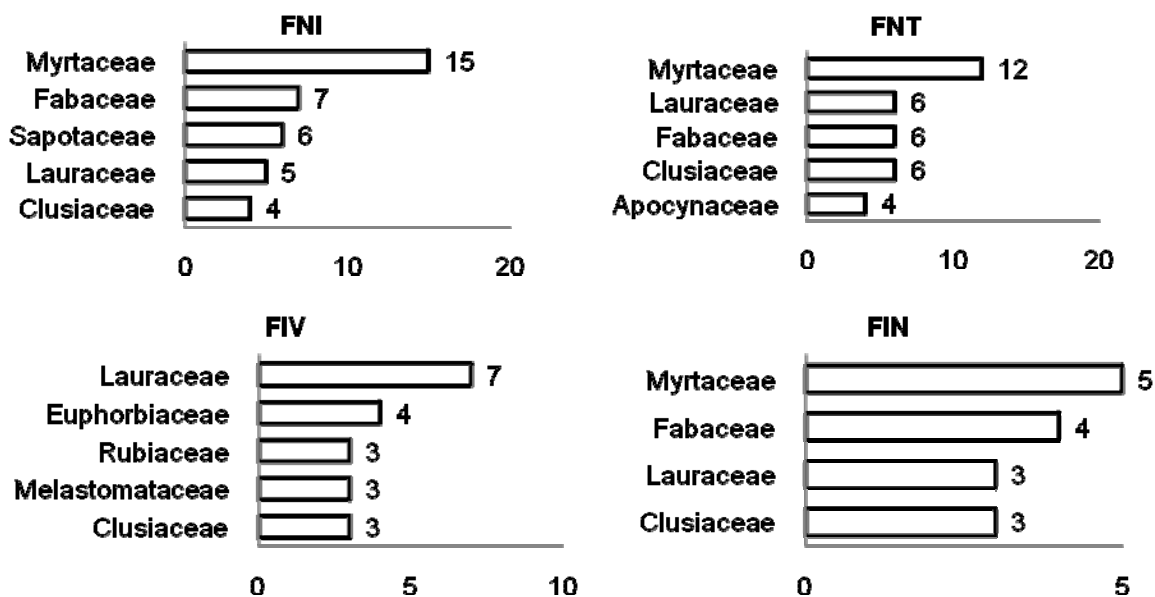 FNI
Myrtaceae 15
Fabaceae 7
Sapotaceae 6
Lauraceae 5
Clusiaceae 4
0 10 20
FNT
Myrtaceae 12
Lauraceae 6
Fabaceae 6
Clusiaceae 6
Apocynaceae 4
0 10 20
FIV
Lauraceae 7
Euphorbiaceae 4
Rubiaceae 3
Melastomataceae 3
Clusiaceae 3
0 5 10
FIN
Myrtaceae 5
Fabaceae 4
Lauraceae 3
Clusiaceae 3
0 5